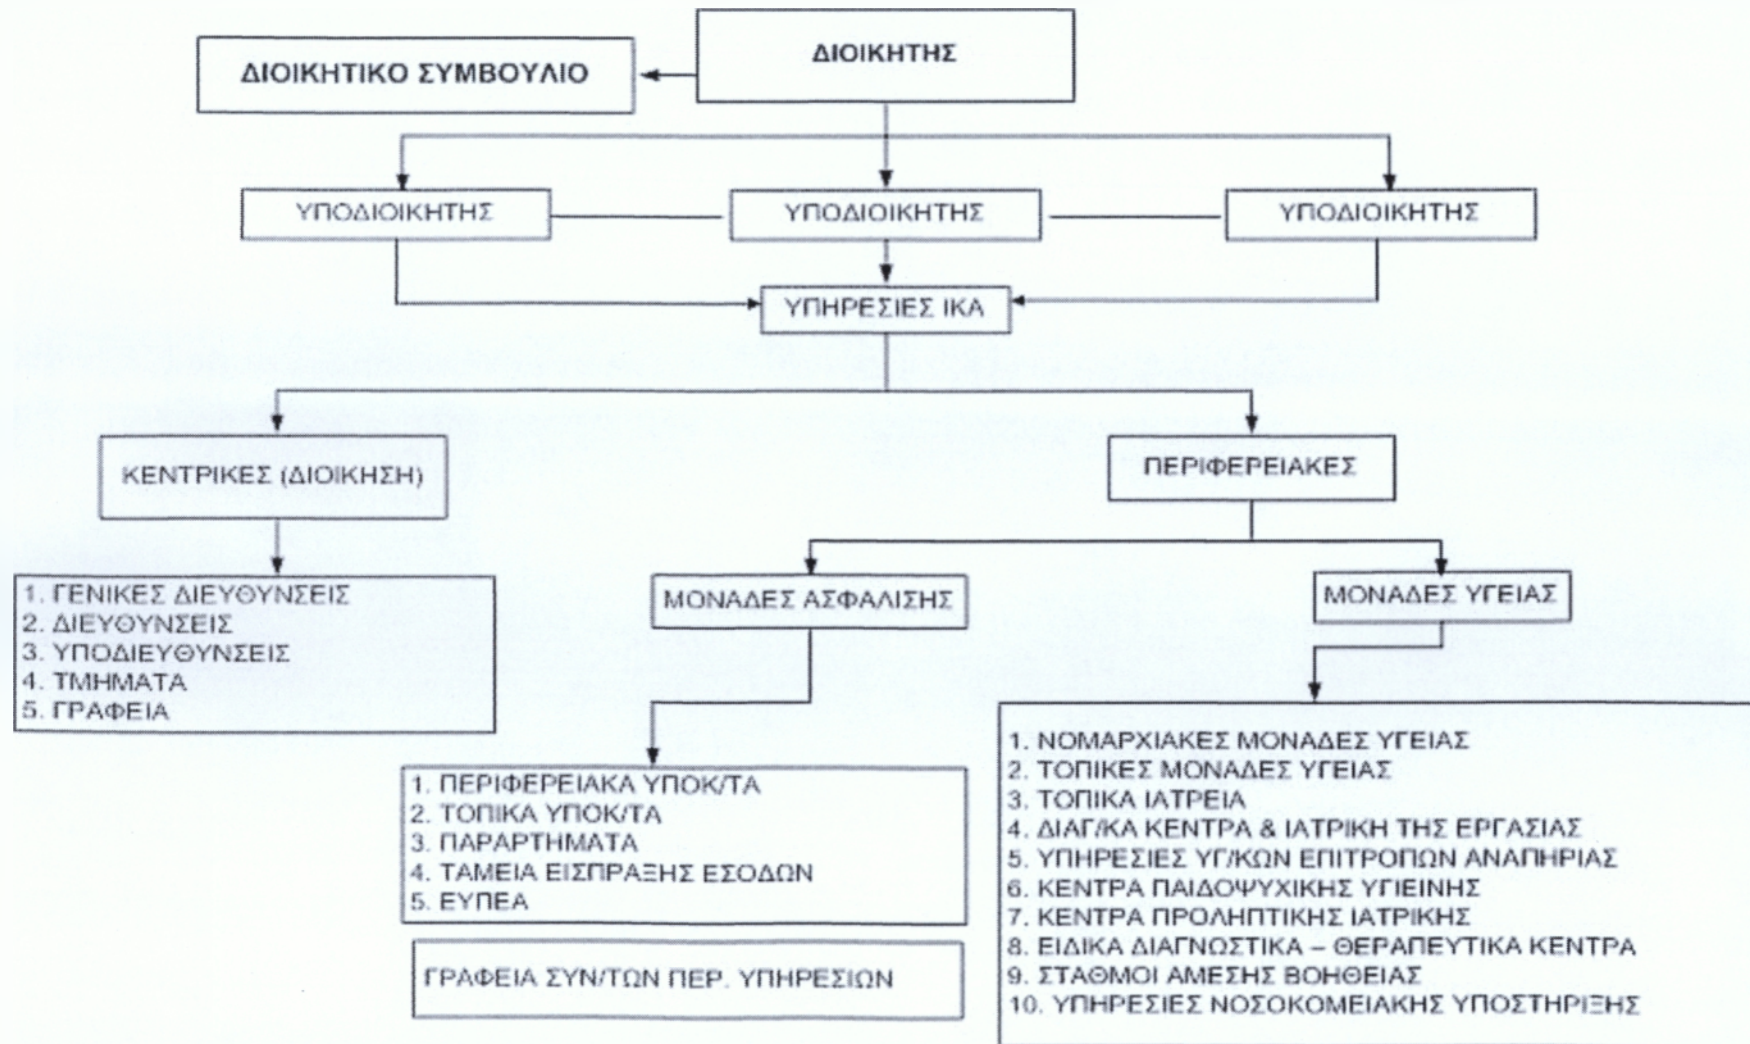 ΔΙΟΙΚΗΤΗΣ
ΔΙΟΙΚΗΤΙΚΟ ΣΥΜΒΟΥΛΙΟ
ΥΠΟΔΙΟΙΚΗΤΗΣ
ΥΠΟΔΙΟΙΚΗΤΗΣ
ΥΠΟΔΙΟΙΚΗΤΗΣ
ΥΠΗΡΕΣΙΕΣ ΙΚΑ
ΚΕΝΤΡΙΚΕΣ (ΔΙΟΙΚΗΣΗ)
ΠΕΡΙΦΕΡΕΙΑΚΕΣ
1. ΓΕΝΙΚΕΣ ΔΙΕΥΘΥΝΣΕΙΣ
2. ΔΙΕΥΘΥΝΣΕΙΣ
3. ΥΠΟΔΙΕΥΘΥΝΣΕΙΣ
4. ΤΜΗΜΑΤΑ
5. ΓΡΑΦΕΙΑ
ΜΟΝΑΔΕΣ ΑΣΦΑΛΙΣΗΣ
ΜΟΝΑΔΕΣ ΥΓΕΙΑΣ
1. ΠΕΡΙΦΕΡΕΙΑΚΑ ΥΠΟΚ/ΤΑ
2. ΤΟΠΙΚΑ ΥΠΟΚ/ΤΑ
3. ΠΑΡΑΡΤΗΜΑΤΑ
4. ΤΑΜΕΙΑ ΕΙΣΠΡΑΞΗΣ ΕΣΟΔΩΝ
5. ΕΥΠΕΑ
ΓΡΑΦΕΙΑ ΣΥΝ/ΤΩΝ ΠΕΡ. ΥΠΗΡΕΣΙΩΝ
1. ΝΟΜΑΡΧΙΑΚΕΣ ΜΟΝΑΔΕΣ ΥΓΕΙΑΣ
2. ΤΟΠΙΚΕΣ ΜΟΝΑΔΕΣ ΥΓΕΙΑΣ
3. ΤΟΠΙΚΑ ΙΑΤΡΕΙΑ
4. ΔΙΑΓ/ΚΑ ΚΕΝΤΡΑ & ΙΑΤΡΙΚΗ ΤΗΣ ΕΡΓΑΣΙΑΣ
5. ΥΠΗΡΕΣΙΕΣ ΥΓ/ΚΩΝ ΕΠΙΤΡΟΠΩΝ ΑΝΑΠΗΡΙΑΣ
6. ΚΕΝΤΡΑ ΠΑΙΔΟΨΥΧΙΚΗΣ ΥΓΙΕΙΝΗΣ
7. ΚΕΝΤΡΑ ΠΡΟΛΗΠΤΙΚΗΣ ΙΑΤΡΙΚΗΣ
8. ΕΙΔΙΚΑ ΔΙΑΓΝΩΣΤΙΚΑ – ΘΕΡΑΠΕΥΤΙΚΑ ΚΕΝΤΡΑ
9. ΣΤΑΘΜΟΙ ΑΜΕΣΗΣ ΒΟΗΘΕΙΑΣ
10. ΥΠΗΡΕΣΙΕΣ ΝΟΣΟΚΟΜΕΙΑΚΗΣ ΥΠΟΣΤΗΡΙΞΗΣ